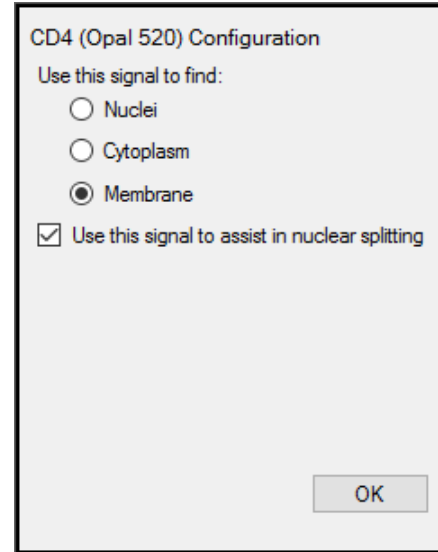 CD4 (Opal 520) Configuration
Use this signal to find:
Nuclei
Cytoplasm
Membrane
Use this signal to assist in nuclear splitting
OK